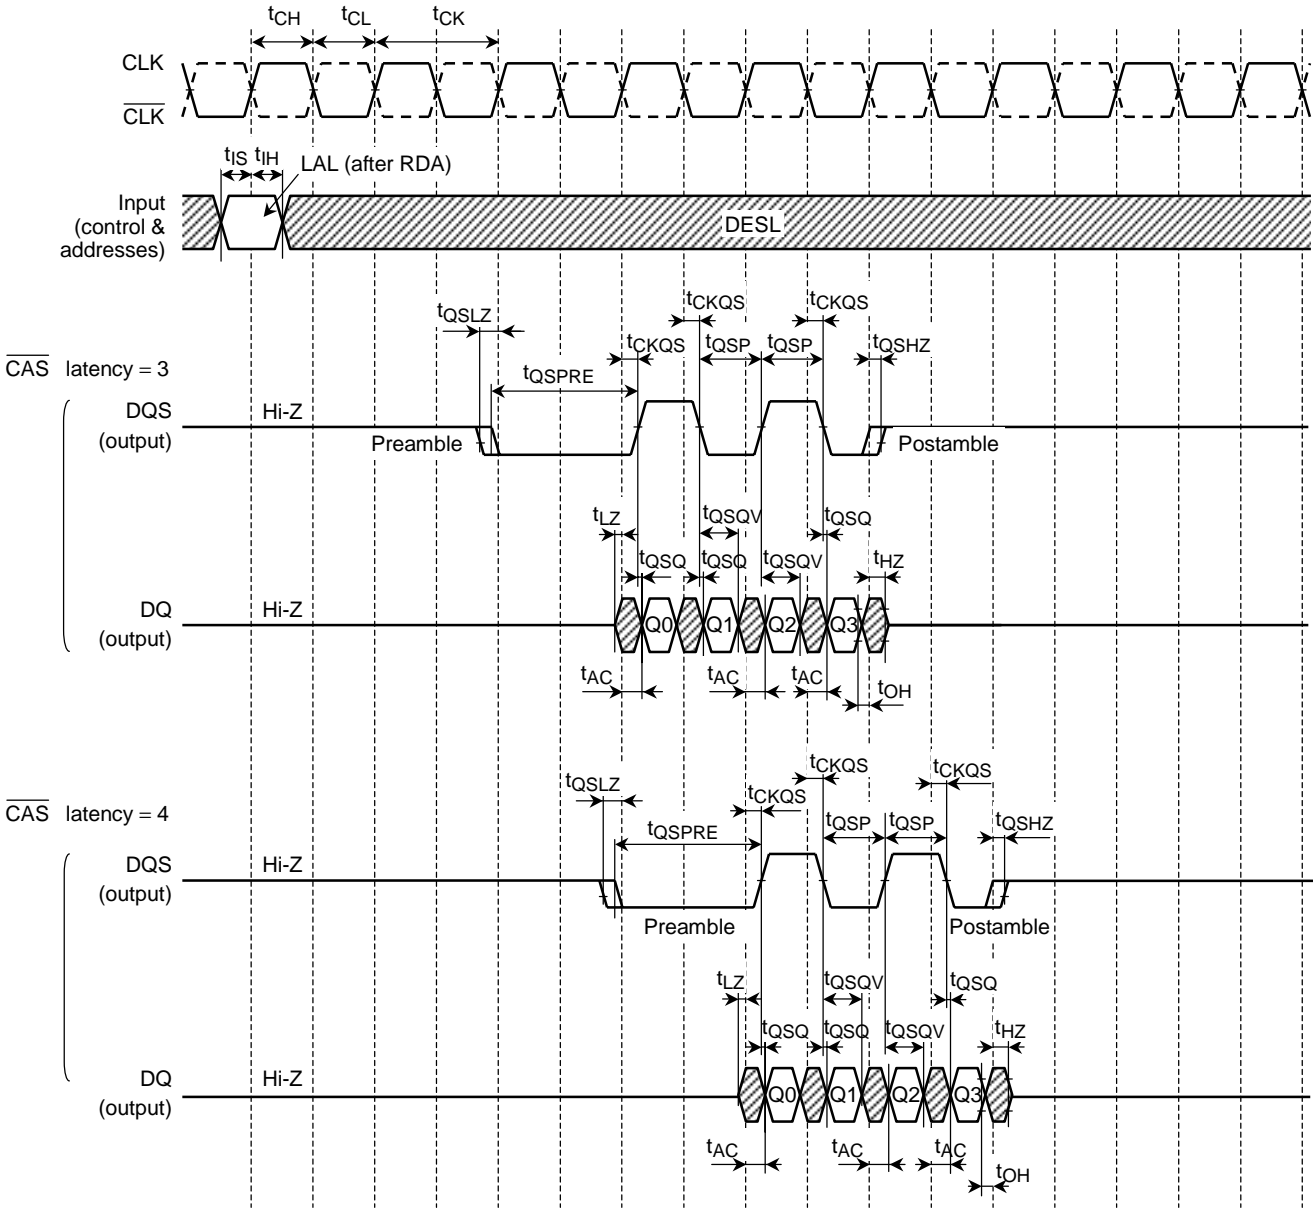 tCH tCL tCK
CLK
CLK
tIS tIH LAL (after RDA)
Input
(control &
addresses)
DESL
tCKQS tCKQS
tQSLZ
tCKQS tQSP tQSP tQSHZ
CAS latency = 3
tQSPRE
DQS
(output)
Hi-Z
Preamble
Postamble
tLZ tQSQV tQSQ
tQSQ tQSQ tQSQV tHZ
DQ
(output)
Hi-Z
Q0 Q1 Q2 Q3
tAC tAC tAC
tOH
tCKQS tCKQS
tQSLZ
tCKQS
CAS latency = 4
tQSPRE tQSP tQSP tQSHZ
DQS
(output)
Hi-Z
Preamble
Postamble
tLZ tQSQV tQSQ
tQSQ tQSQ tQSQV tHZ
DQ
(output)
Hi-Z
Q0 Q1 Q2 Q3
tAC tAC tAC
tOH